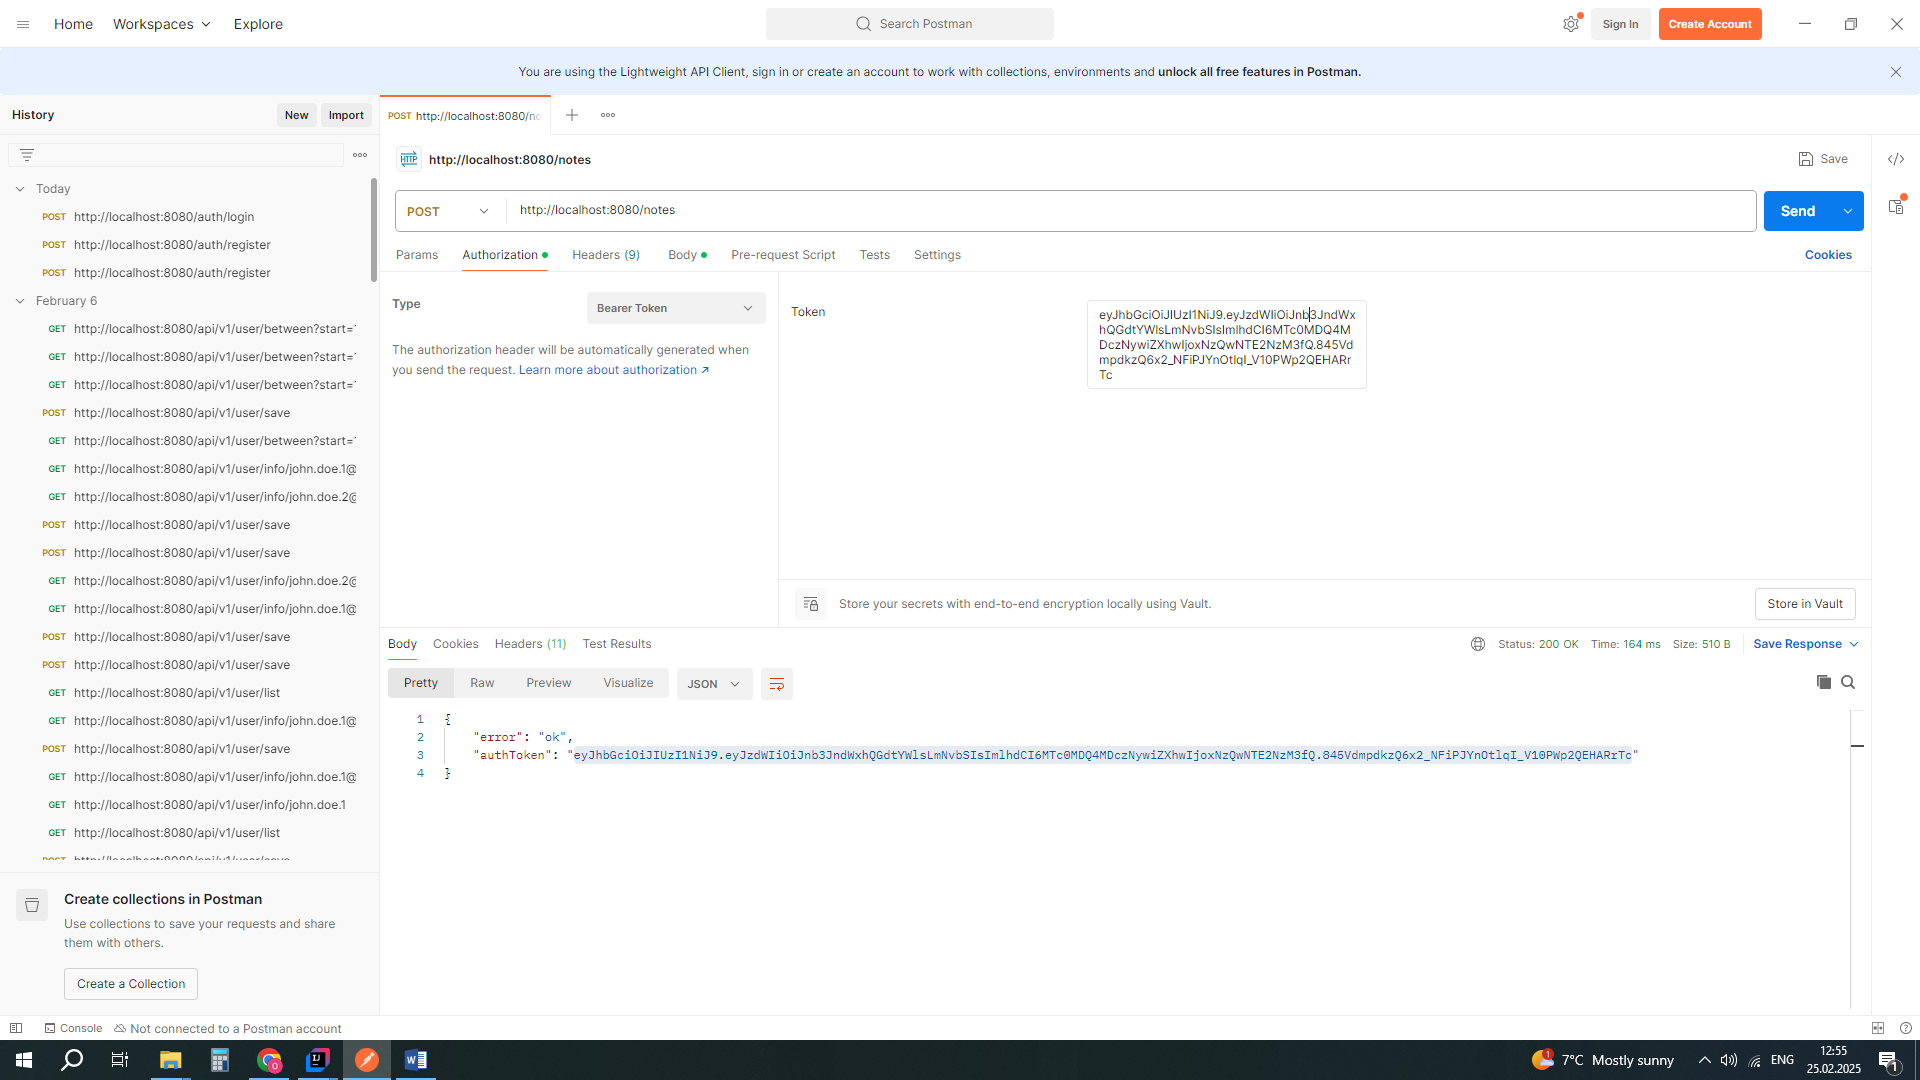 Home Workspaces Explore Search Postman Sign In Create Account
You are using the Lightweight API Client, sign in or create an account to work with collections, environments and unlock all free features in Postman.
History New Import
POST http://localhost:8080/no
http://localhost:8080/notes Save
Today
POST http://localhost:8080/auth/login
POST http://localhost:8080/auth/register
POST http://localhost:8080/auth/register
February 6
GET http://localhost:8080/api/v1/user/between?start=
GET http://localhost:8080/api/v1/user/between?start=
GET http://localhost:8080/api/v1/user/between?start=
POST http://localhost:8080/api/v1/user/save
GET http://localhost:8080/api/v1/user/between?start=
GET http://localhost:8080/api/v1/user/info/john.doe.1@
GET http://localhost:8080/api/v1/user/info/john.doe.2@
POST http://localhost:8080/api/v1/user/save
POST http://localhost:8080/api/v1/user/save
GET http://localhost:8080/api/v1/user/info/john.doe.2@
GET http://localhost:8080/api/v1/user/info/john.doe.1@
POST http://localhost:8080/api/v1/user/save
POST http://localhost:8080/api/v1/user/save
GET http://localhost:8080/api/v1/user/list
GET http://localhost:8080/api/v1/user/info/john.doe.1@
POST http://localhost:8080/api/v1/user/save
GET http://localhost:8080/api/v1/user/info/john.doe.1@
GET http://localhost:8080/api/v1/user/info/john.doe.1
GET http://localhost:8080/api/v1/user/list
Create collections in Postman
Use collections to save your requests and share
them with others.
Create a Collection
POST http://localhost:8080/notes Send
Params Authorization Headers (9) Body Pre-request Script Tests Settings Cookies
Type Bearer Token
The authorization header will be automatically generated when
you send the request. Learn more about authorization ↗
Token
eyJhbGciOiJIUzI1NiJ9.eyJzdWIiOiJnb3JndWx
hQGdtYWlsLmNvbSIsImlhdCI6MTc0MDQ4M
DczNywiZXhwIjoxNzQwNTE2NzM3fQ.845Vd
mpdkzQ6x2_NFiPJYnOtlqI_V10PWp2QEHARr
Tc
Store your secrets with end-to-end encryption locally using Vault. Store in Vault
Body Cookies Headers (11) Test Results Status: 200 OK Time: 164 ms Size: 510 B Save Response
Pretty Raw Preview Visualize JSON
1 {
2 "error": "ok",
3 "authToken": "eyJhbGciOiJIUzI1NiJ9.eyJzdWIiOiJnb3JndWxhQGdtYWlsLmNvbSIsImlhdCI6MTc0MDQ4MDczNywiZXhwIjoxNzQwNTE2NzM3fQ.845VdmpdkzQ6x2_NFiPJYnOtlqI_V10PWp2QEHARrTc"
4 }
Console Not connected to a Postman account
7°C Mostly sunny ENG 12:55
25.02.2025